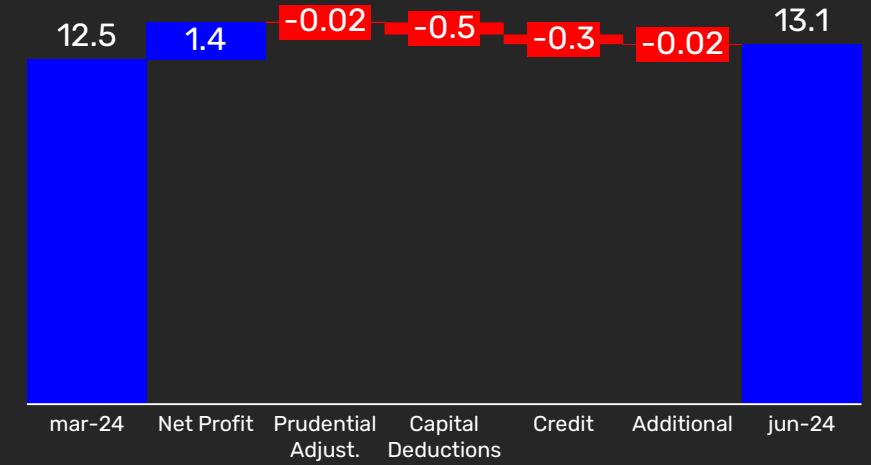 12.5
1.4
-0.02
-0.5
-0.3
-0.02
13.1
mar-24
Net Profit
Prudential
Adjust.
Capital
Deductions
Credit
Additional
jun-24